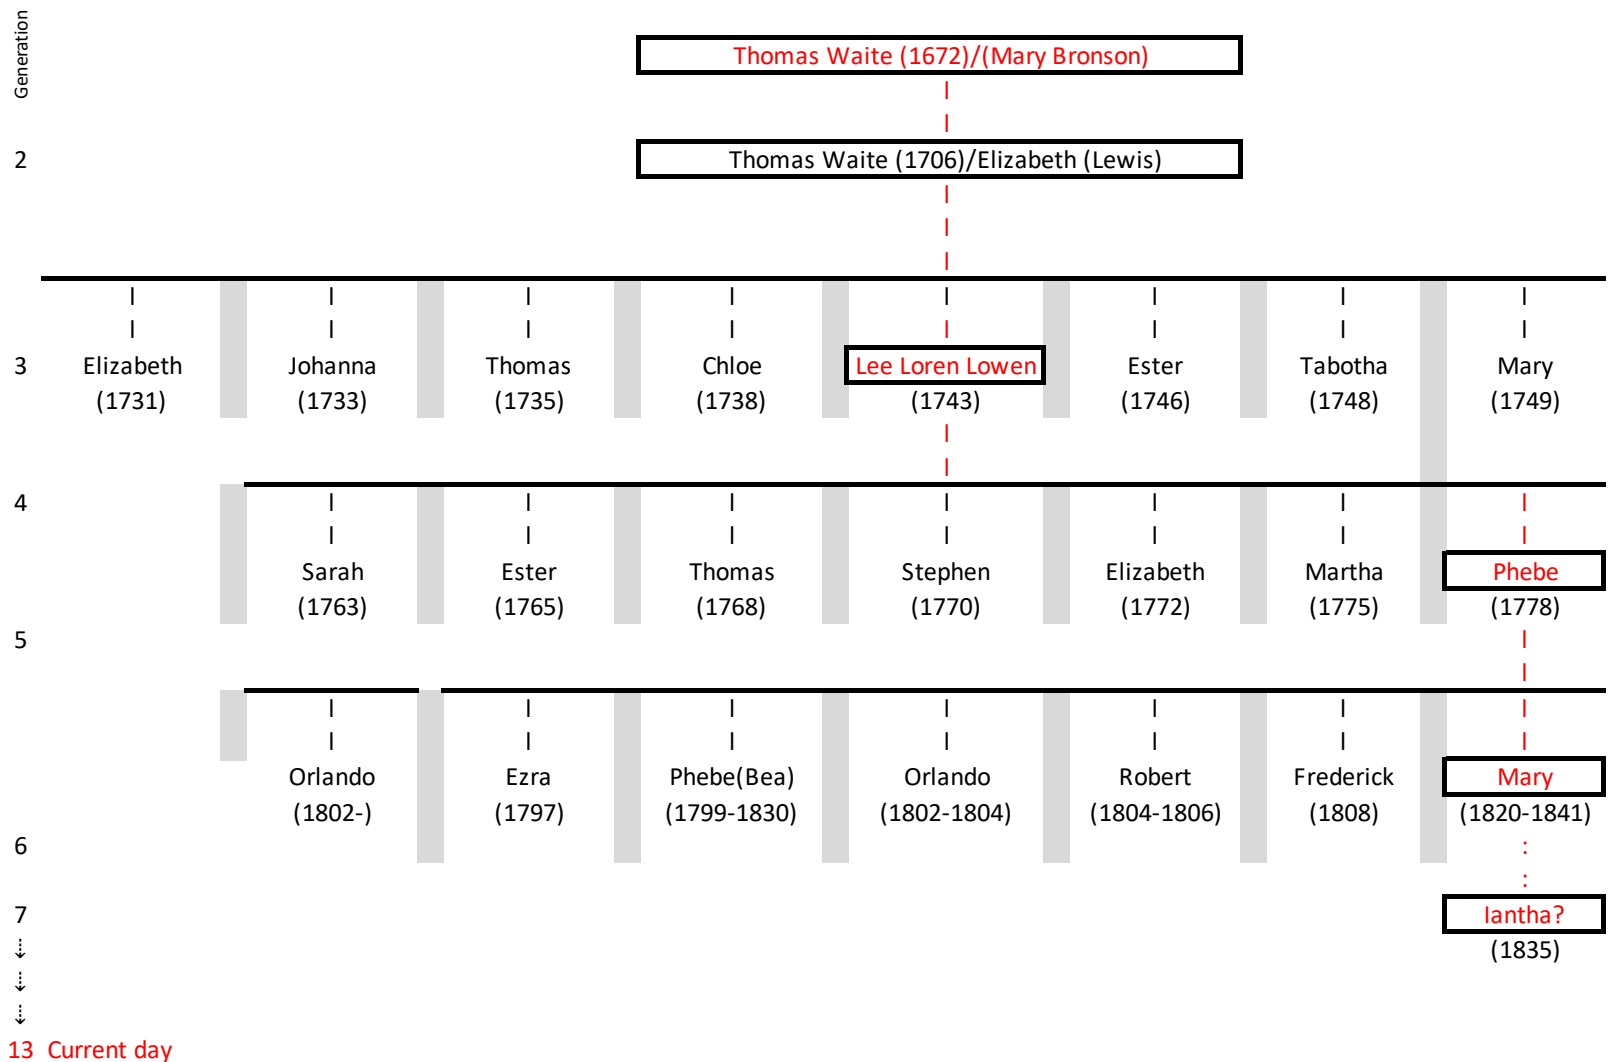 Generation
Thomas Waite (1672)/(Mary Bronson)
2 Thomas Waite (1706)/Elizabeth (Lewis)
3 Elizabeth Johanna Thomas Chloe Lee Loren Lowen Ester Tabotha Mary
(1731) (1733) (1735) (1738) (1743) (1746) (1748) (1749)
4
Sarah Ester Thomas Stephen Elizabeth Martha Phebe
(1763) (1765) (1768) (1770) (1772) (1775) (1778)
5
Orlando Ezra Phebe(Bea) Orlando Robert Frederick Mary
(1802-) (1797) (1799-1830) (1802-1804) (1804-1806) (1808) (1820-1841)
6
7 Iantha?
(1835)
13 Current day